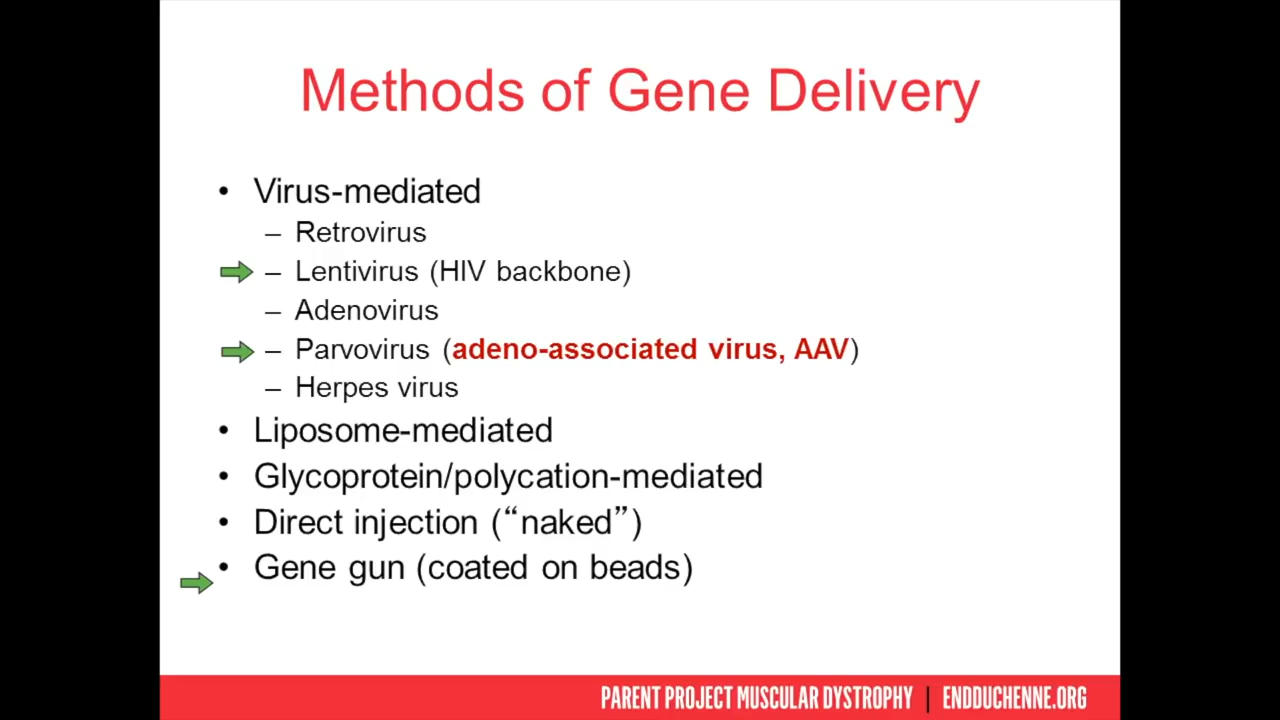 Methods of Gene Delivery
• Virus-mediated
– Retrovirus
– Lentivirus (HIV backbone)
– Adenovirus
– Parvovirus (adeno-associated virus, AAV)
– Herpes virus
• Liposome-mediated
• Glycoprotein/polycation-mediated
• Direct injection (“naked”)
• Gene gun (coated on beads)
PARENT PROJECT MUSCULAR DYSTROPHY | ENDDUCHENNE.ORG